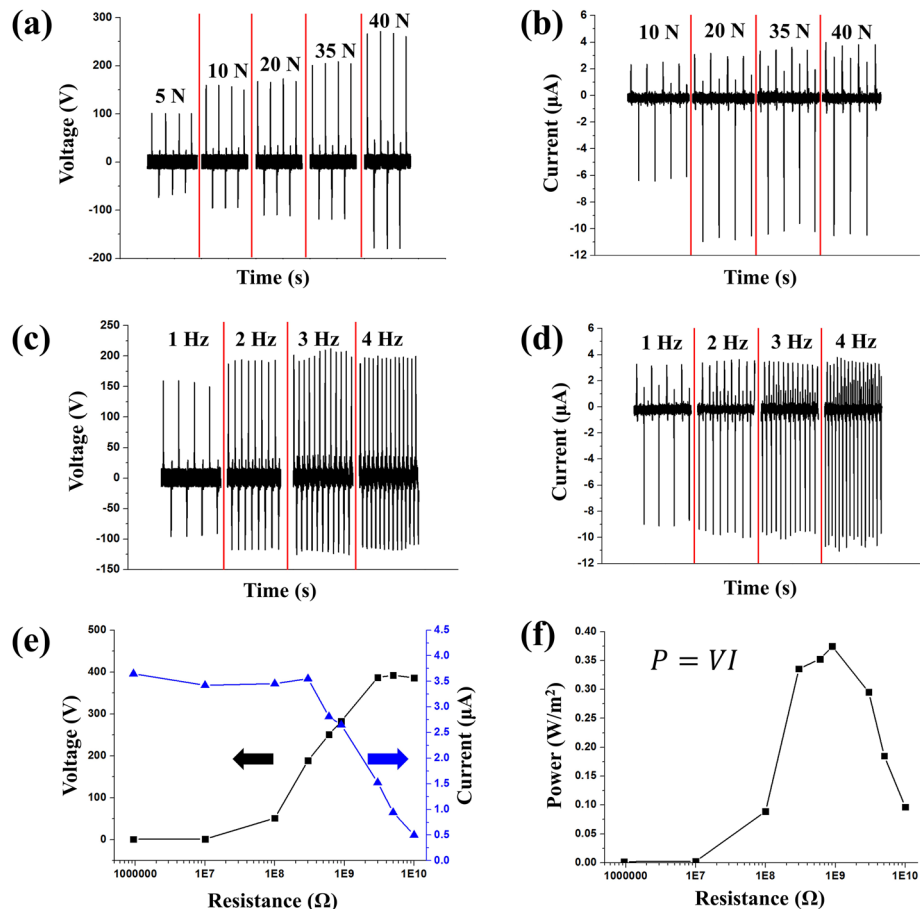 (a)
5 N
10 N
20 N
35 N
40 N
300
200
100
0
-100
-200
Voltage (V)
Time (s)
(b)
10 N
20 N
35 N
40 N
6
4
2
0
-2
-4
-6
-8
-10
-12
Current (μA)
Time (s)
(c)
1 Hz
2 Hz
3 Hz
4 Hz
250
200
150
100
50
0
-50
-100
-150
Voltage (V)
Time (s)
(d)
1 Hz
2 Hz
3 Hz
4 Hz
6
4
2
0
-2
-4
-6
-8
-10
-12
Current (μA)
Time (s)
(e)
500
400
300
200
100
0
Voltage (V)
4.5
4.0
3.5
3.0
2.5
2.0
1.5
1.0
0.5
0.0
Current (μA)
1000000
1E7
1E8
1E9
1E10
Resistance (Ω)
(f)
P = VI
0.40
0.35
0.30
0.25
0.20
0.15
0.10
0.05
0.00
Power (W/m²)
1000000
1E7
1E8
1E9
1E10
Resistance (Ω)